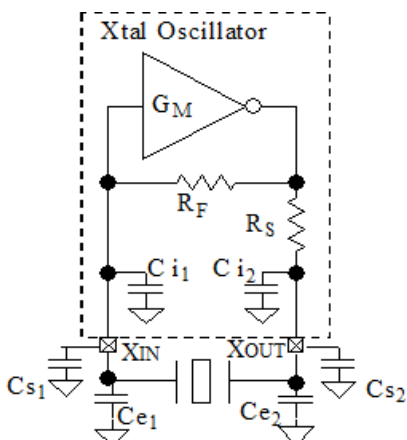 Xtal Oscillator
GM
RF
RS
Ci1
Ci2
XIN
XOUT
Cs1
Cs2
Ce1
Ce2